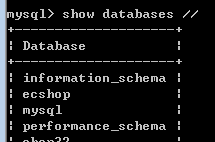 mysql> show databases //
+--------------------+
| Database           |
+--------------------+
| information_schema |
| ecshop             |
| mysql              |
| performance_schema |